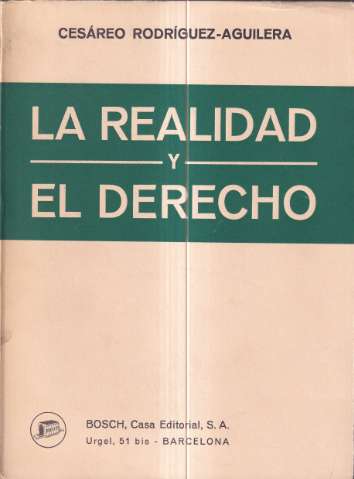 CESÁREO RODRÍGUEZ-AGUILERA
LA REALIDAD
Y
EL DERECHO
BOSCH, Casa Editorial, S. A.
Urgel, 51 bis - BARCELONA